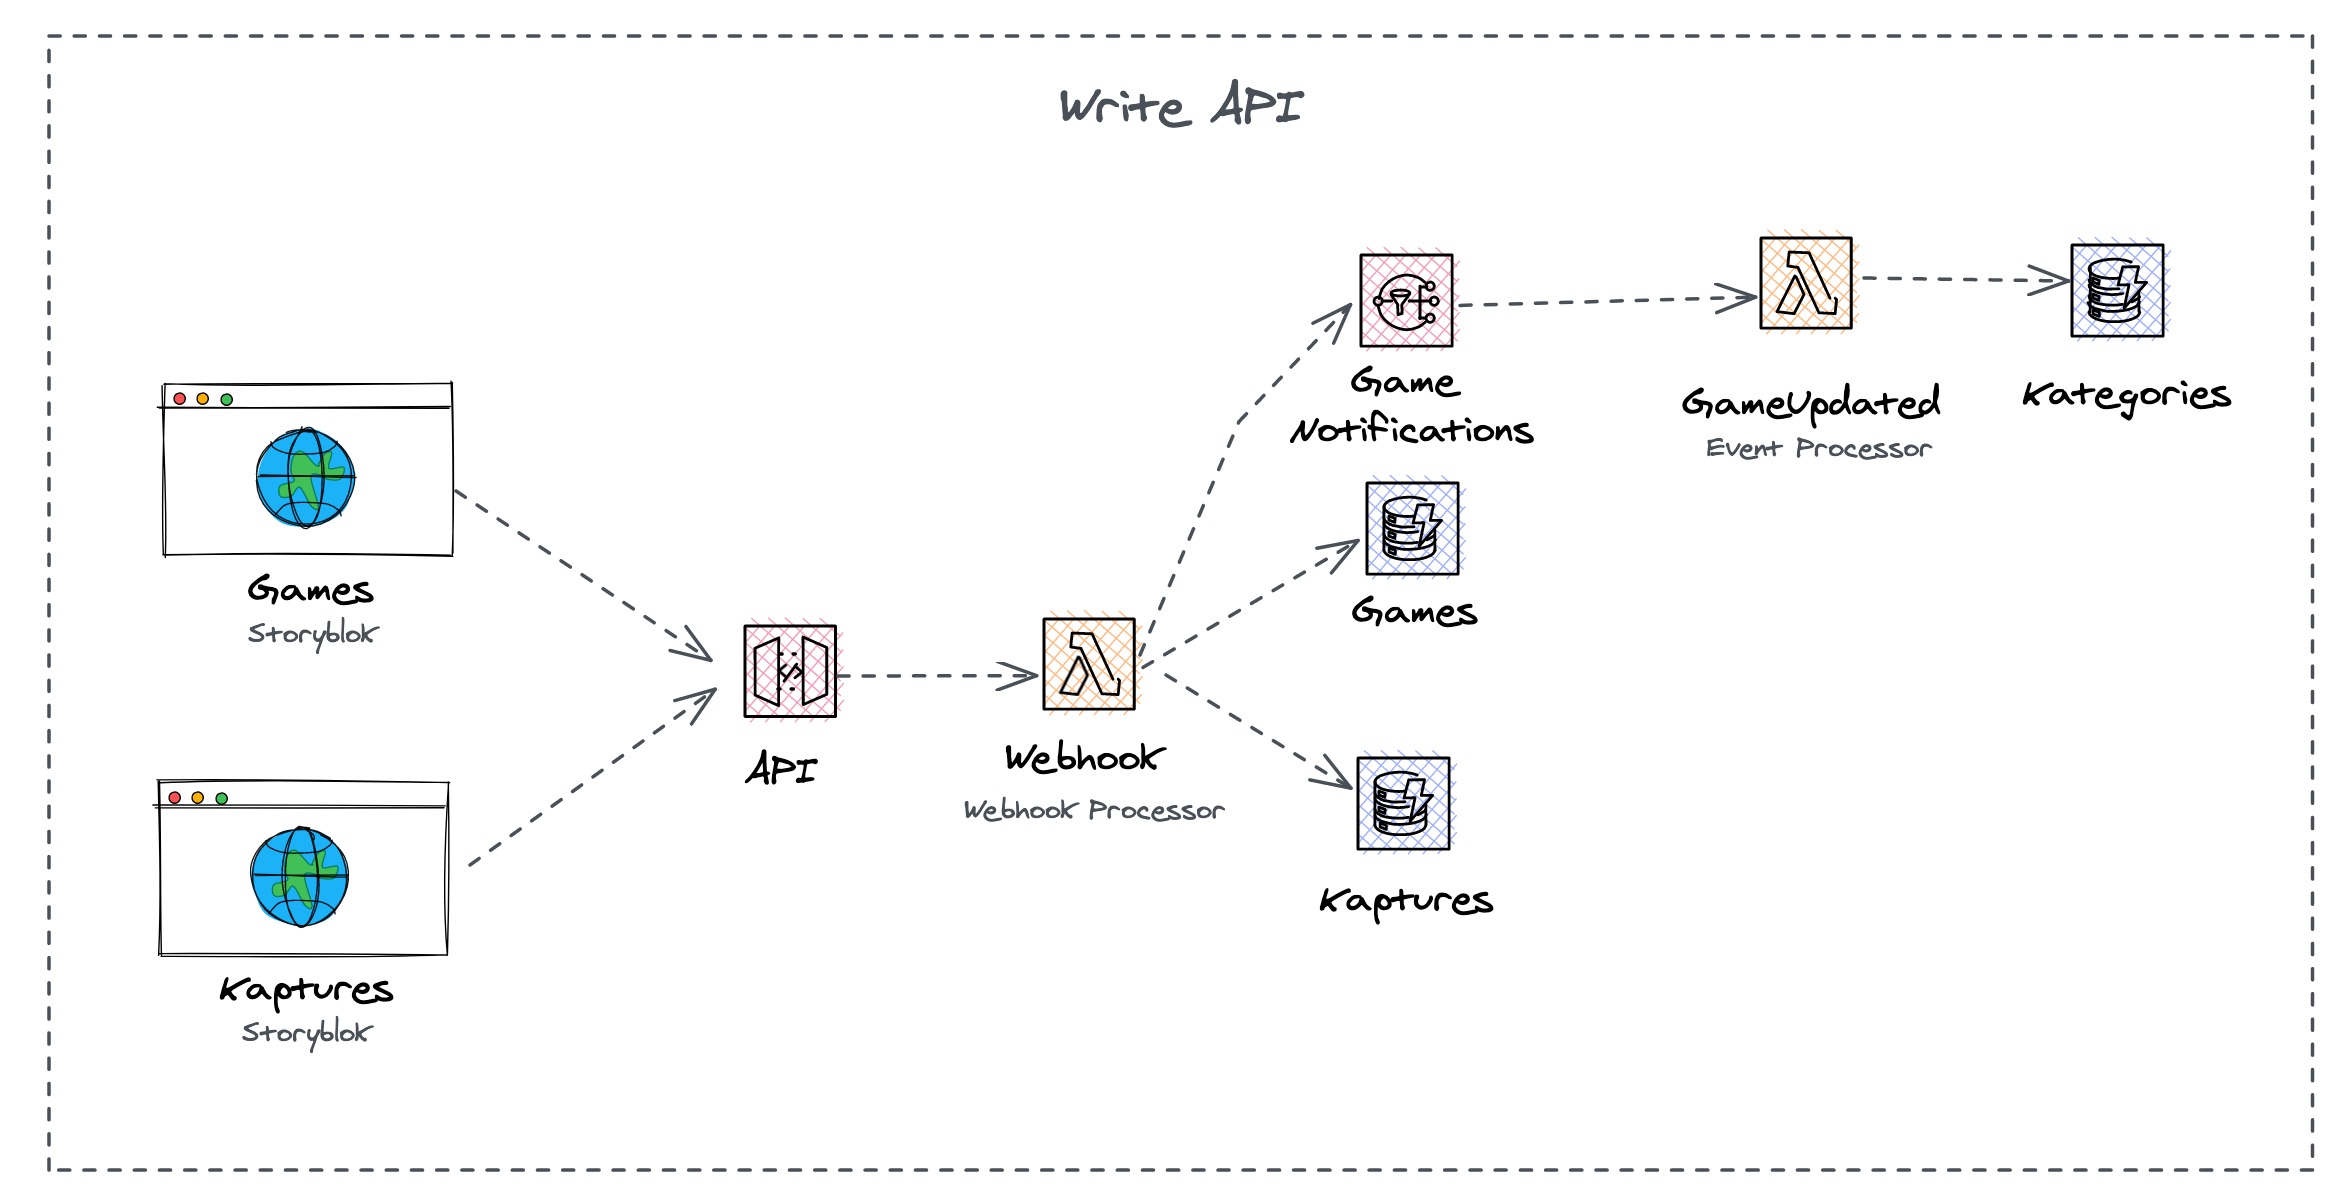 Write API
Games
Storyblok
Kaptures
Storyblok
API
Webhook
Webhook Processor
Game
Notifications
Games
Kaptures
GameUpdated
Event Processor
Kategories